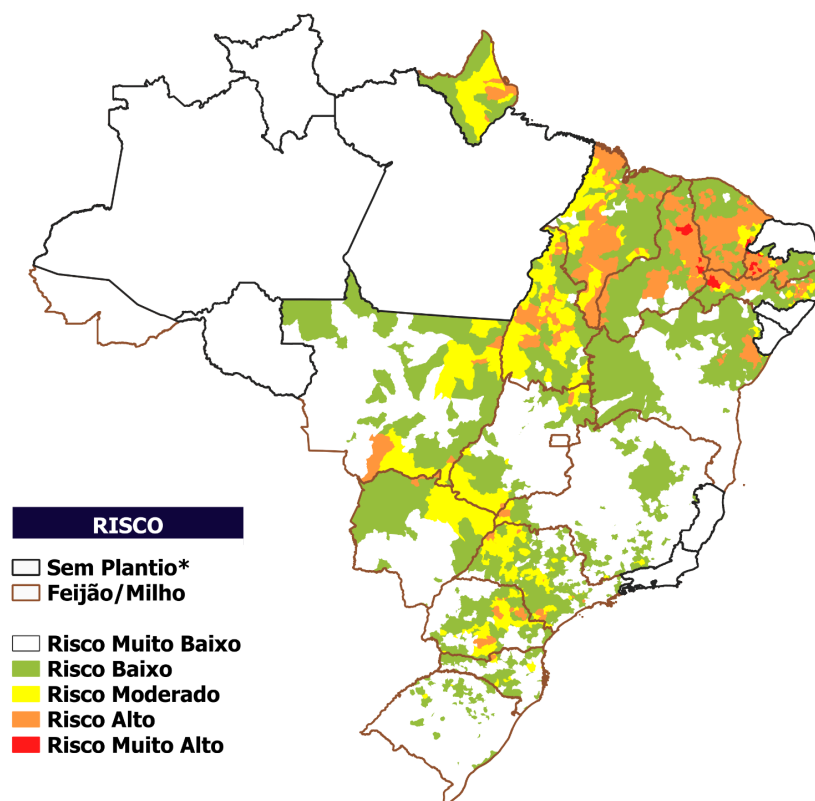 RISCO
Sem Plantio*
Feijão/Milho
Risco Muito Baixo
Risco Baixo
Risco Moderado
Risco Alto
Risco Muito Alto